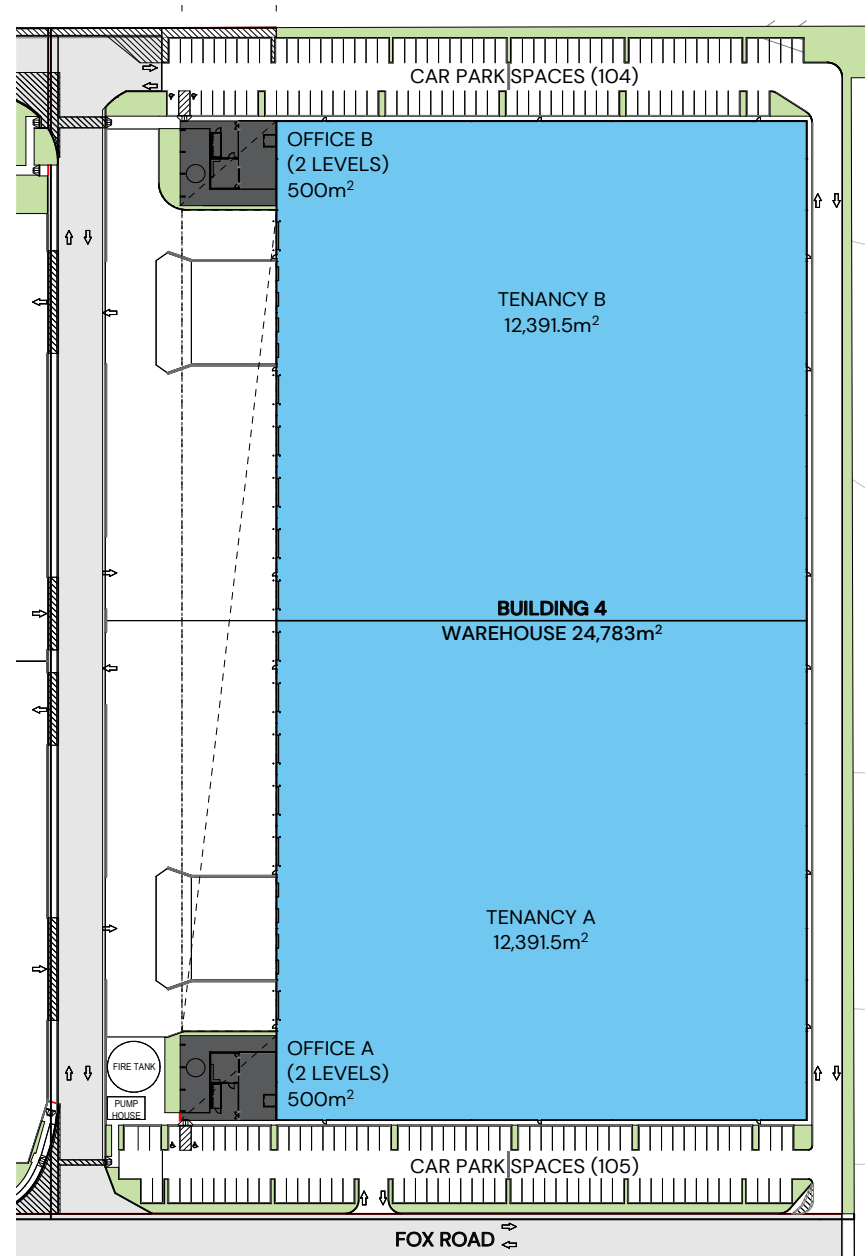 CAR PARK SPACES (104)
OFFICE B
(2 LEVELS)
500m²
TENANCY B
12,391.5m²
BUILDING 4
WAREHOUSE 24,783m²
TENANCY A
12,391.5m²
OFFICE A
(2 LEVELS)
500m²
FIRE TANK
PUMP
HOUSE
CAR PARK SPACES (105)
FOX ROAD